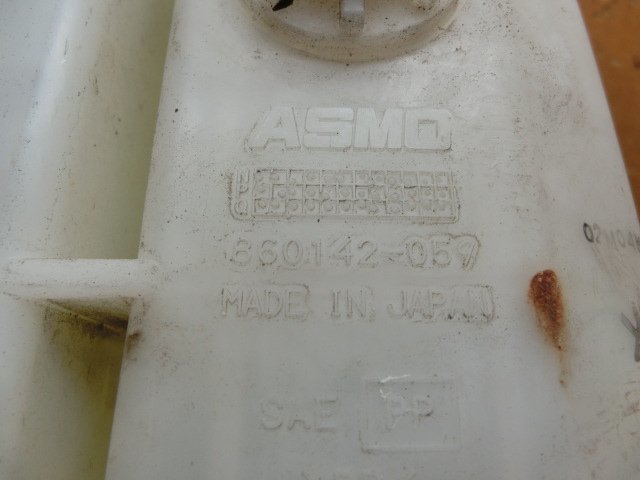 ASMO
N
P
O
860142-057
MADE IN JAPAN
SAE PP